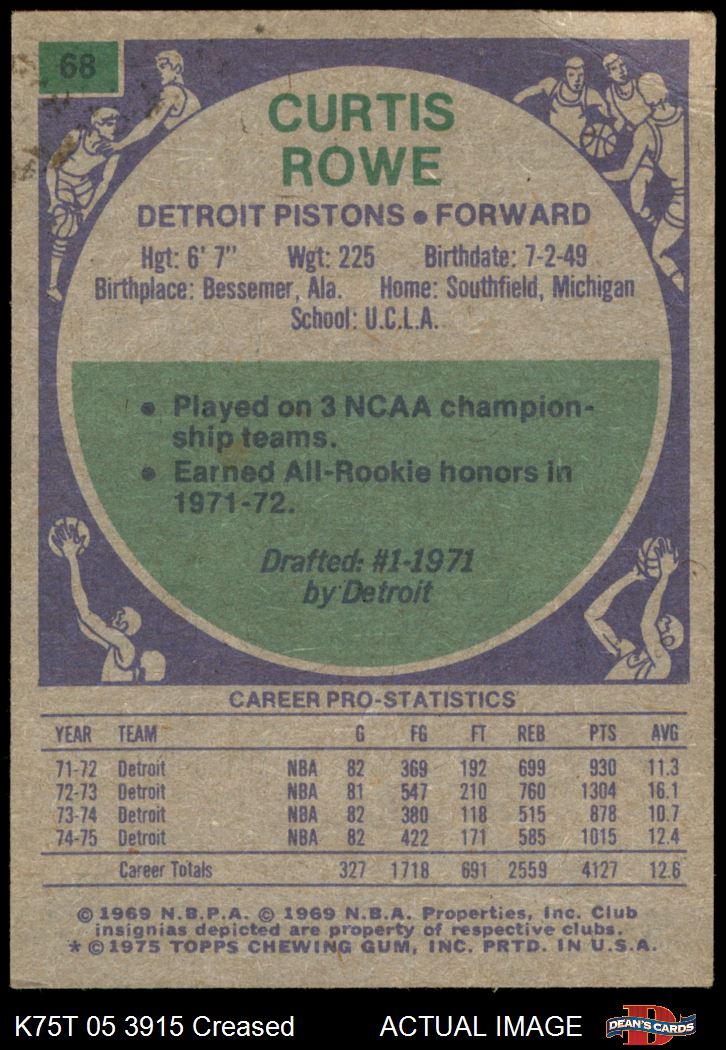 68
CURTIS
ROWE
DETROIT PISTONS • FORWARD
Hgt: 6' 7" Wgt: 225 Birthdate: 7-2-49
Birthplace: Bessemer, Ala. Home: Southfield, Michigan
School: U.C.L.A.
• Played on 3 NCAA champion-
ship teams.
• Earned All-Rookie honors in
1971-72.
Drafted: #1-1971
by Detroit
CAREER PRO-STATISTICS
YEAR TEAM G FG FT REB PTS AVG
71-72 Detroit NBA 82 369 192 699 930 11.3
72-73 Detroit NBA 81 547 210 760 1304 16.1
73-74 Detroit NBA 82 380 118 515 878 10.7
74-75 Detroit NBA 82 422 171 585 1015 12.4
Career Totals 327 1718 691 2559 4127 12.6
© 1969 N.B.P.A. © 1969 N.B.A. Properties, Inc. Club
insignias depicted are property of respective clubs.
* © 1975 TOPPS CHEWING GUM, INC. PRTD. IN U.S.A.
K75T 05 3915 Creased ACTUAL IMAGE
D
DEAN'S CARDS